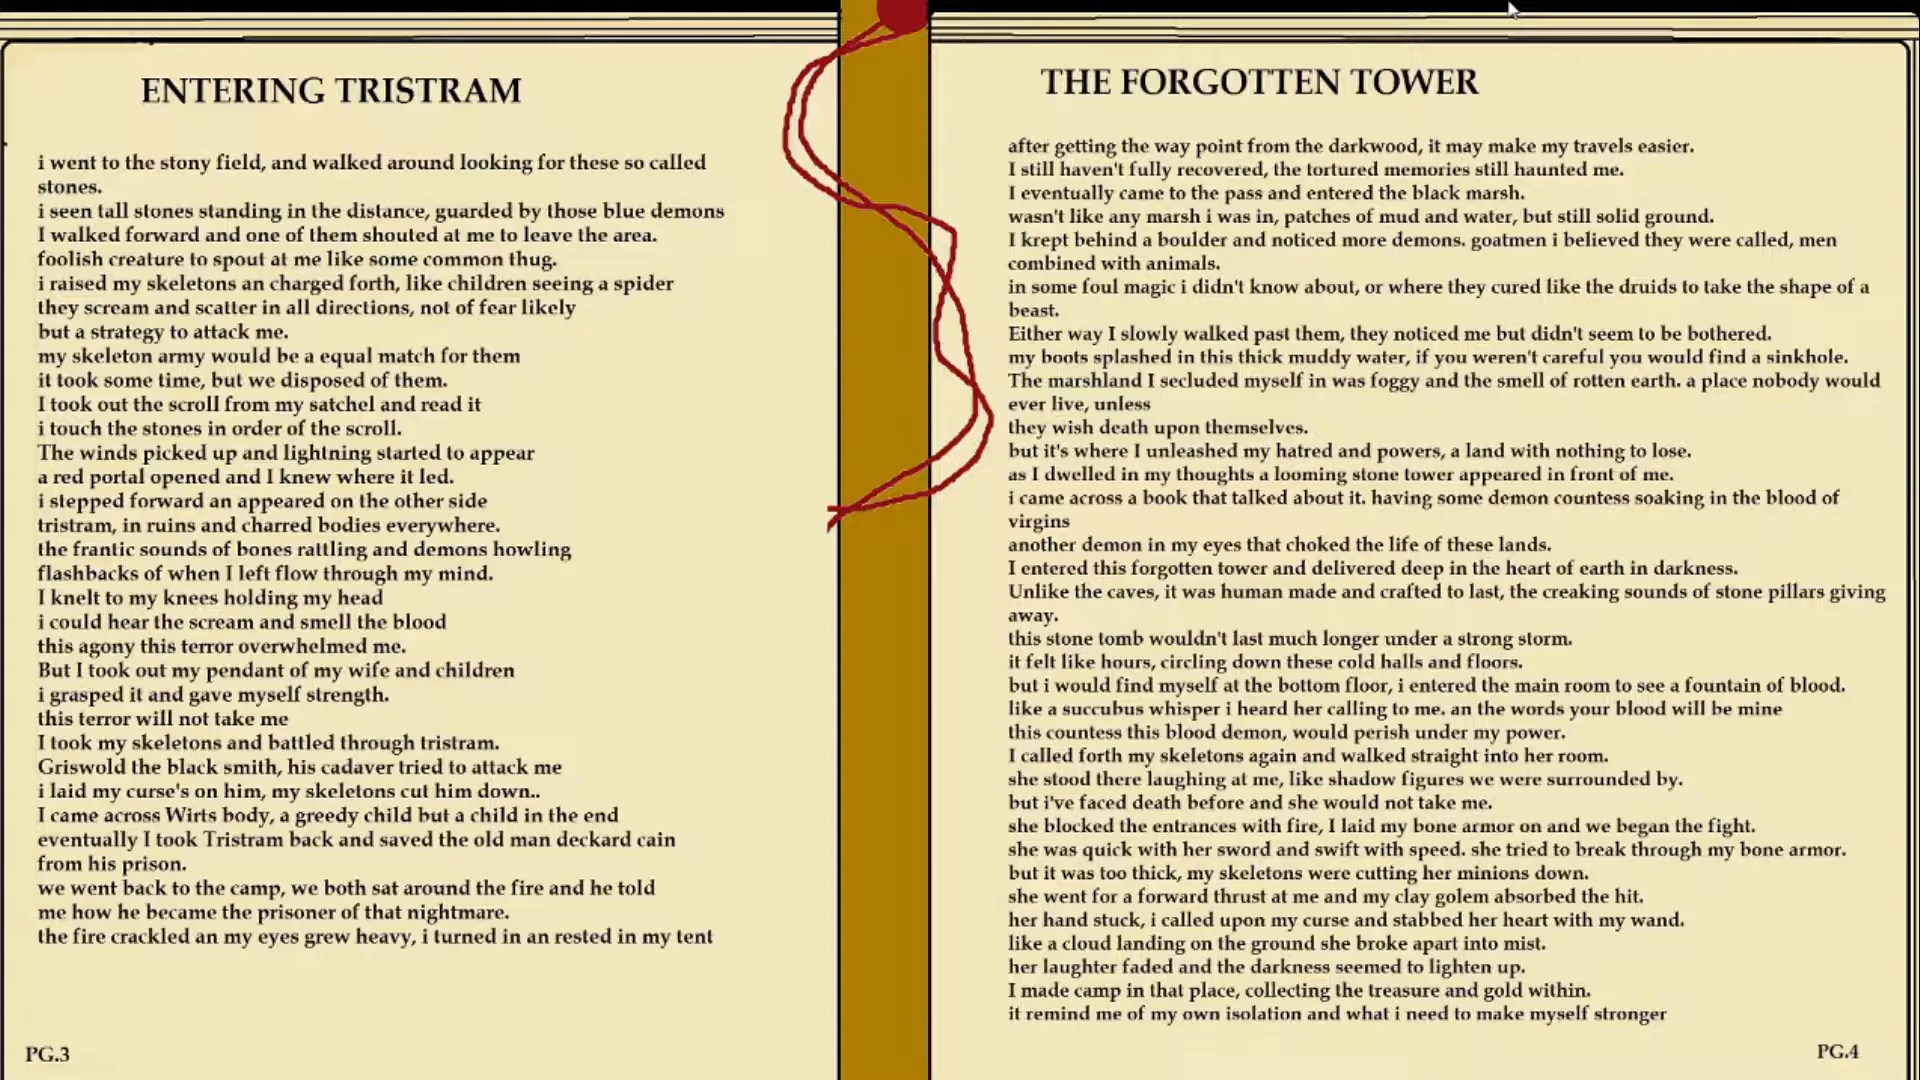 ENTERING TRISTRAM
i went to the stony field, and walked around looking for these so called
stones.
i seen tall stones standing in the distance, guarded by those blue demons
I walked forward and one of them shouted at me to leave the area.
foolish creature to spout at me like some common thug.
i raised my skeletons an charged forth, like children seeing a spider
they scream and scatter in all directions, not of fear likely
but a strategy to attack me.
my skeleton army would be a equal match for them
it took some time, but we disposed of them.
I took out the scroll from my satchel and read it
i touch the stones in order of the scroll.
The winds picked up and lightning started to appear
a red portal opened and I knew where it led.
i stepped forward an appeared on the other side
tristram, in ruins and charred bodies everywhere.
the frantic sounds of bones rattling and demons howling
flashbacks of when I left flow through my mind.
I knelt to my knees holding my head
i could hear the scream and smell the blood
this agony this terror overwhelmed me.
But I took out my pendant of my wife and children
i grasped it and gave myself strength.
this terror will not take me
I took my skeletons and battled through tristram.
Griswold the black smith, his cadaver tried to attack me
i laid my curse's on him, my skeletons cut him down..
I came across Wirts body, a greedy child but a child in the end
eventually I took Tristram back and saved the old man deckard cain
from his prison.
we went back to the camp, we both sat around the fire and he told
me how he became the prisoner of that nightmare.
the fire crackled an my eyes grew heavy, i turned in an rested in my tent
PG.3
THE FORGOTTEN TOWER
after getting the way point from the darkwood, it may make my travels easier.
I still haven't fully recovered, the tortured memories still haunted me.
I eventually came to the pass and entered the black marsh.
wasn't like any marsh i was in, patches of mud and water, but still solid ground.
I krept behind a boulder and noticed more demons. goatmen i believed they were called, men
combined with animals.
in some foul magic i didn't know about, or where they cured like the druids to take the shape of a
beast.
Either way I slowly walked past them, they noticed me but didn't seem to be bothered.
my boots splashed in this thick muddy water, if you weren't careful you would find a sinkhole.
The marshland I secluded myself in was foggy and the smell of rotten earth. a place nobody would
ever live, unless
they wish death upon themselves.
but it's where I unleashed my hatred and powers, a land with nothing to lose.
as I dwelled in my thoughts a looming stone tower appeared in front of me.
i came across a book that talked about it. having some demon countess soaking in the blood of
virgins
another demon in my eyes that choked the life of these lands.
I entered this forgotten tower and delivered deep in the heart of earth in darkness.
Unlike the caves, it was human made and crafted to last, the creaking sounds of stone pillars giving
away.
this stone tomb wouldn't last much longer under a strong storm.
it felt like hours, circling down these cold halls and floors.
but i would find myself at the bottom floor, i entered the main room to see a fountain of blood.
like a succubus whisper i heard her calling to me. an the words your blood will be mine
this countess this blood demon, would perish under my power.
I called forth my skeletons again and walked straight into her room.
she stood there laughing at me, like shadow figures we were surrounded by.
but i've faced death before and she would not take me.
she blocked the entrances with fire, I laid my bone armor on and we began the fight.
she was quick with her sword and swift with speed. she tried to break through my bone armor.
but it was too thick, my skeletons were cutting her minions down.
she went for a forward thrust at me and my clay golem absorbed the hit.
her hand stuck, i called upon my curse and stabbed her heart with my wand.
like a cloud landing on the ground she broke apart into mist.
her laughter faded and the darkness seemed to lighten up.
I made camp in that place, collecting the treasure and gold within.
it remind me of my own isolation and what i need to make myself stronger
PG.4